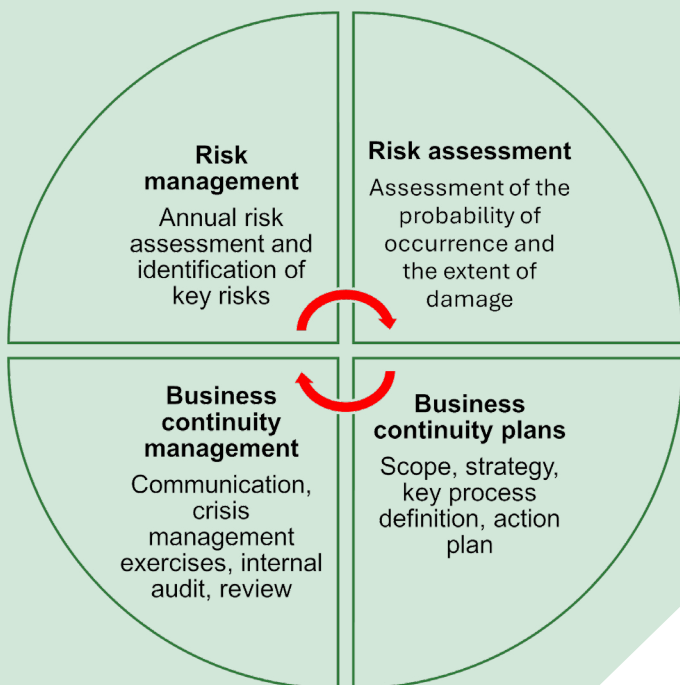 Risk
management
Annual risk
assessment and
identification of
key risks
Risk assessment
Assessment of the
probability of
occurrence and
the extent of
damage
Business
continuity
management
Communication,
crisis
management
exercises, internal
audit, review
Business
continuity plans
Scope, strategy,
key process
definition, action
plan